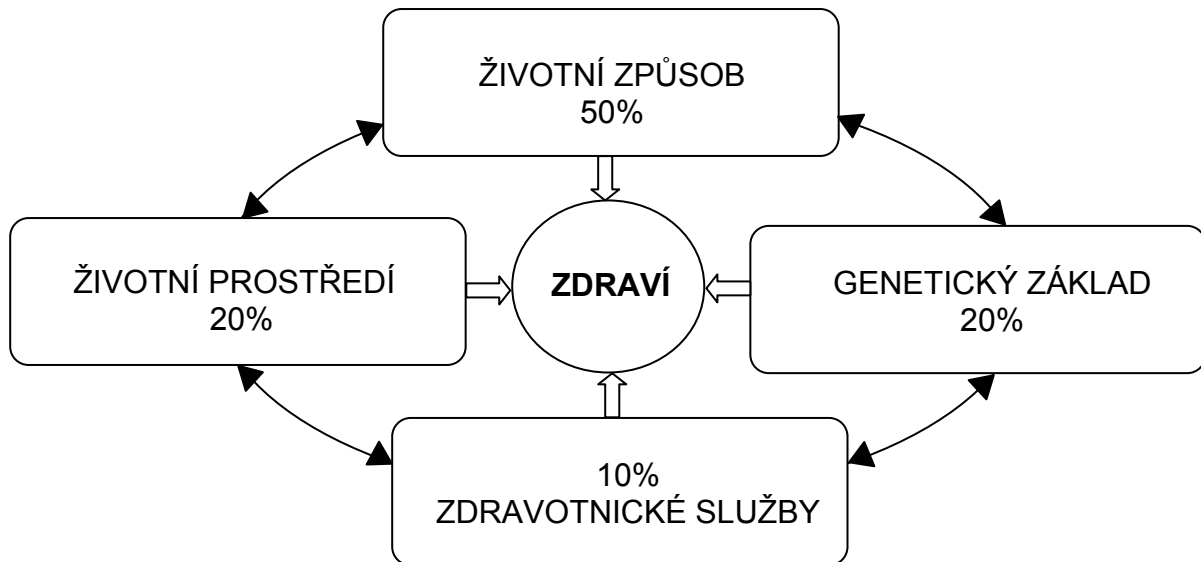 ŽIVOTNÍ ZPŮSOB
50%
ŽIVOTNÍ PROSTŘEDÍ
20%
ZDRAVÍ
GENETICKÝ ZÁKLAD
20%
10%
ZDRAVOTNICKÉ SLUŽBY